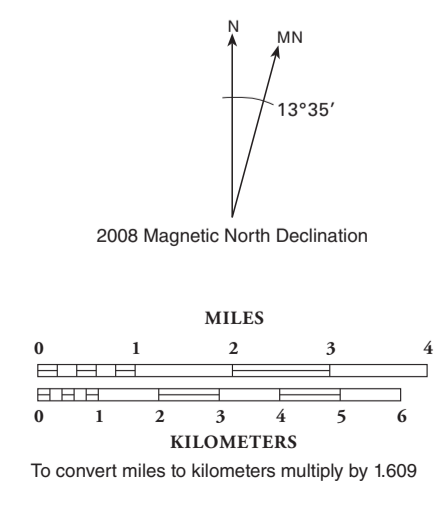 N
MN
13°35′
2008 Magnetic North Declination
MILES
0 1 2 3 4
0 1 2 3 4 5 6
KILOMETERS
To convert miles to kilometers multiply by 1.609